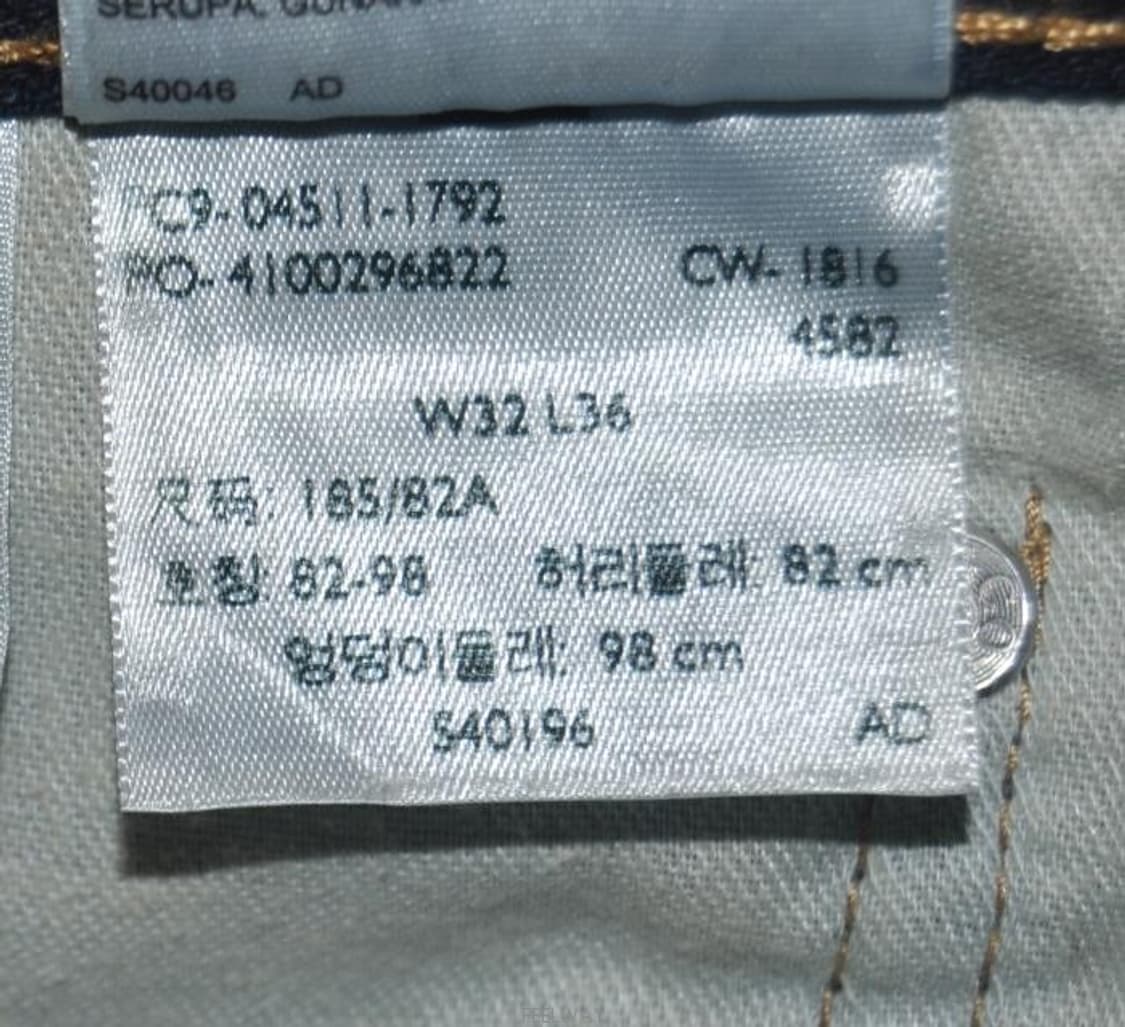 SERUPA.
S40046 AD
PC9-04511-1792
PO-4100296822 CW-1816
4582
W32 L36
尺码: 185/82A
호칭: 82-98 허리둘레: 82 cm
엉덩이둘레: 98 cm
S40196 AD